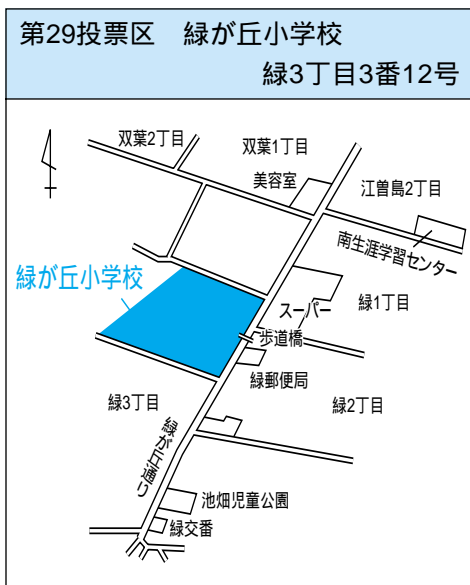 第29投票区　緑が丘小学校
緑3丁目3番12号
双葉2丁目
双葉1丁目
美容室
江曽島2丁目
南生涯学習センター
緑が丘小学校
スーパー
緑1丁目
歩道橋
緑郵便局
緑3丁目
緑2丁目
緑が丘通り
池畑児童公園
緑交番